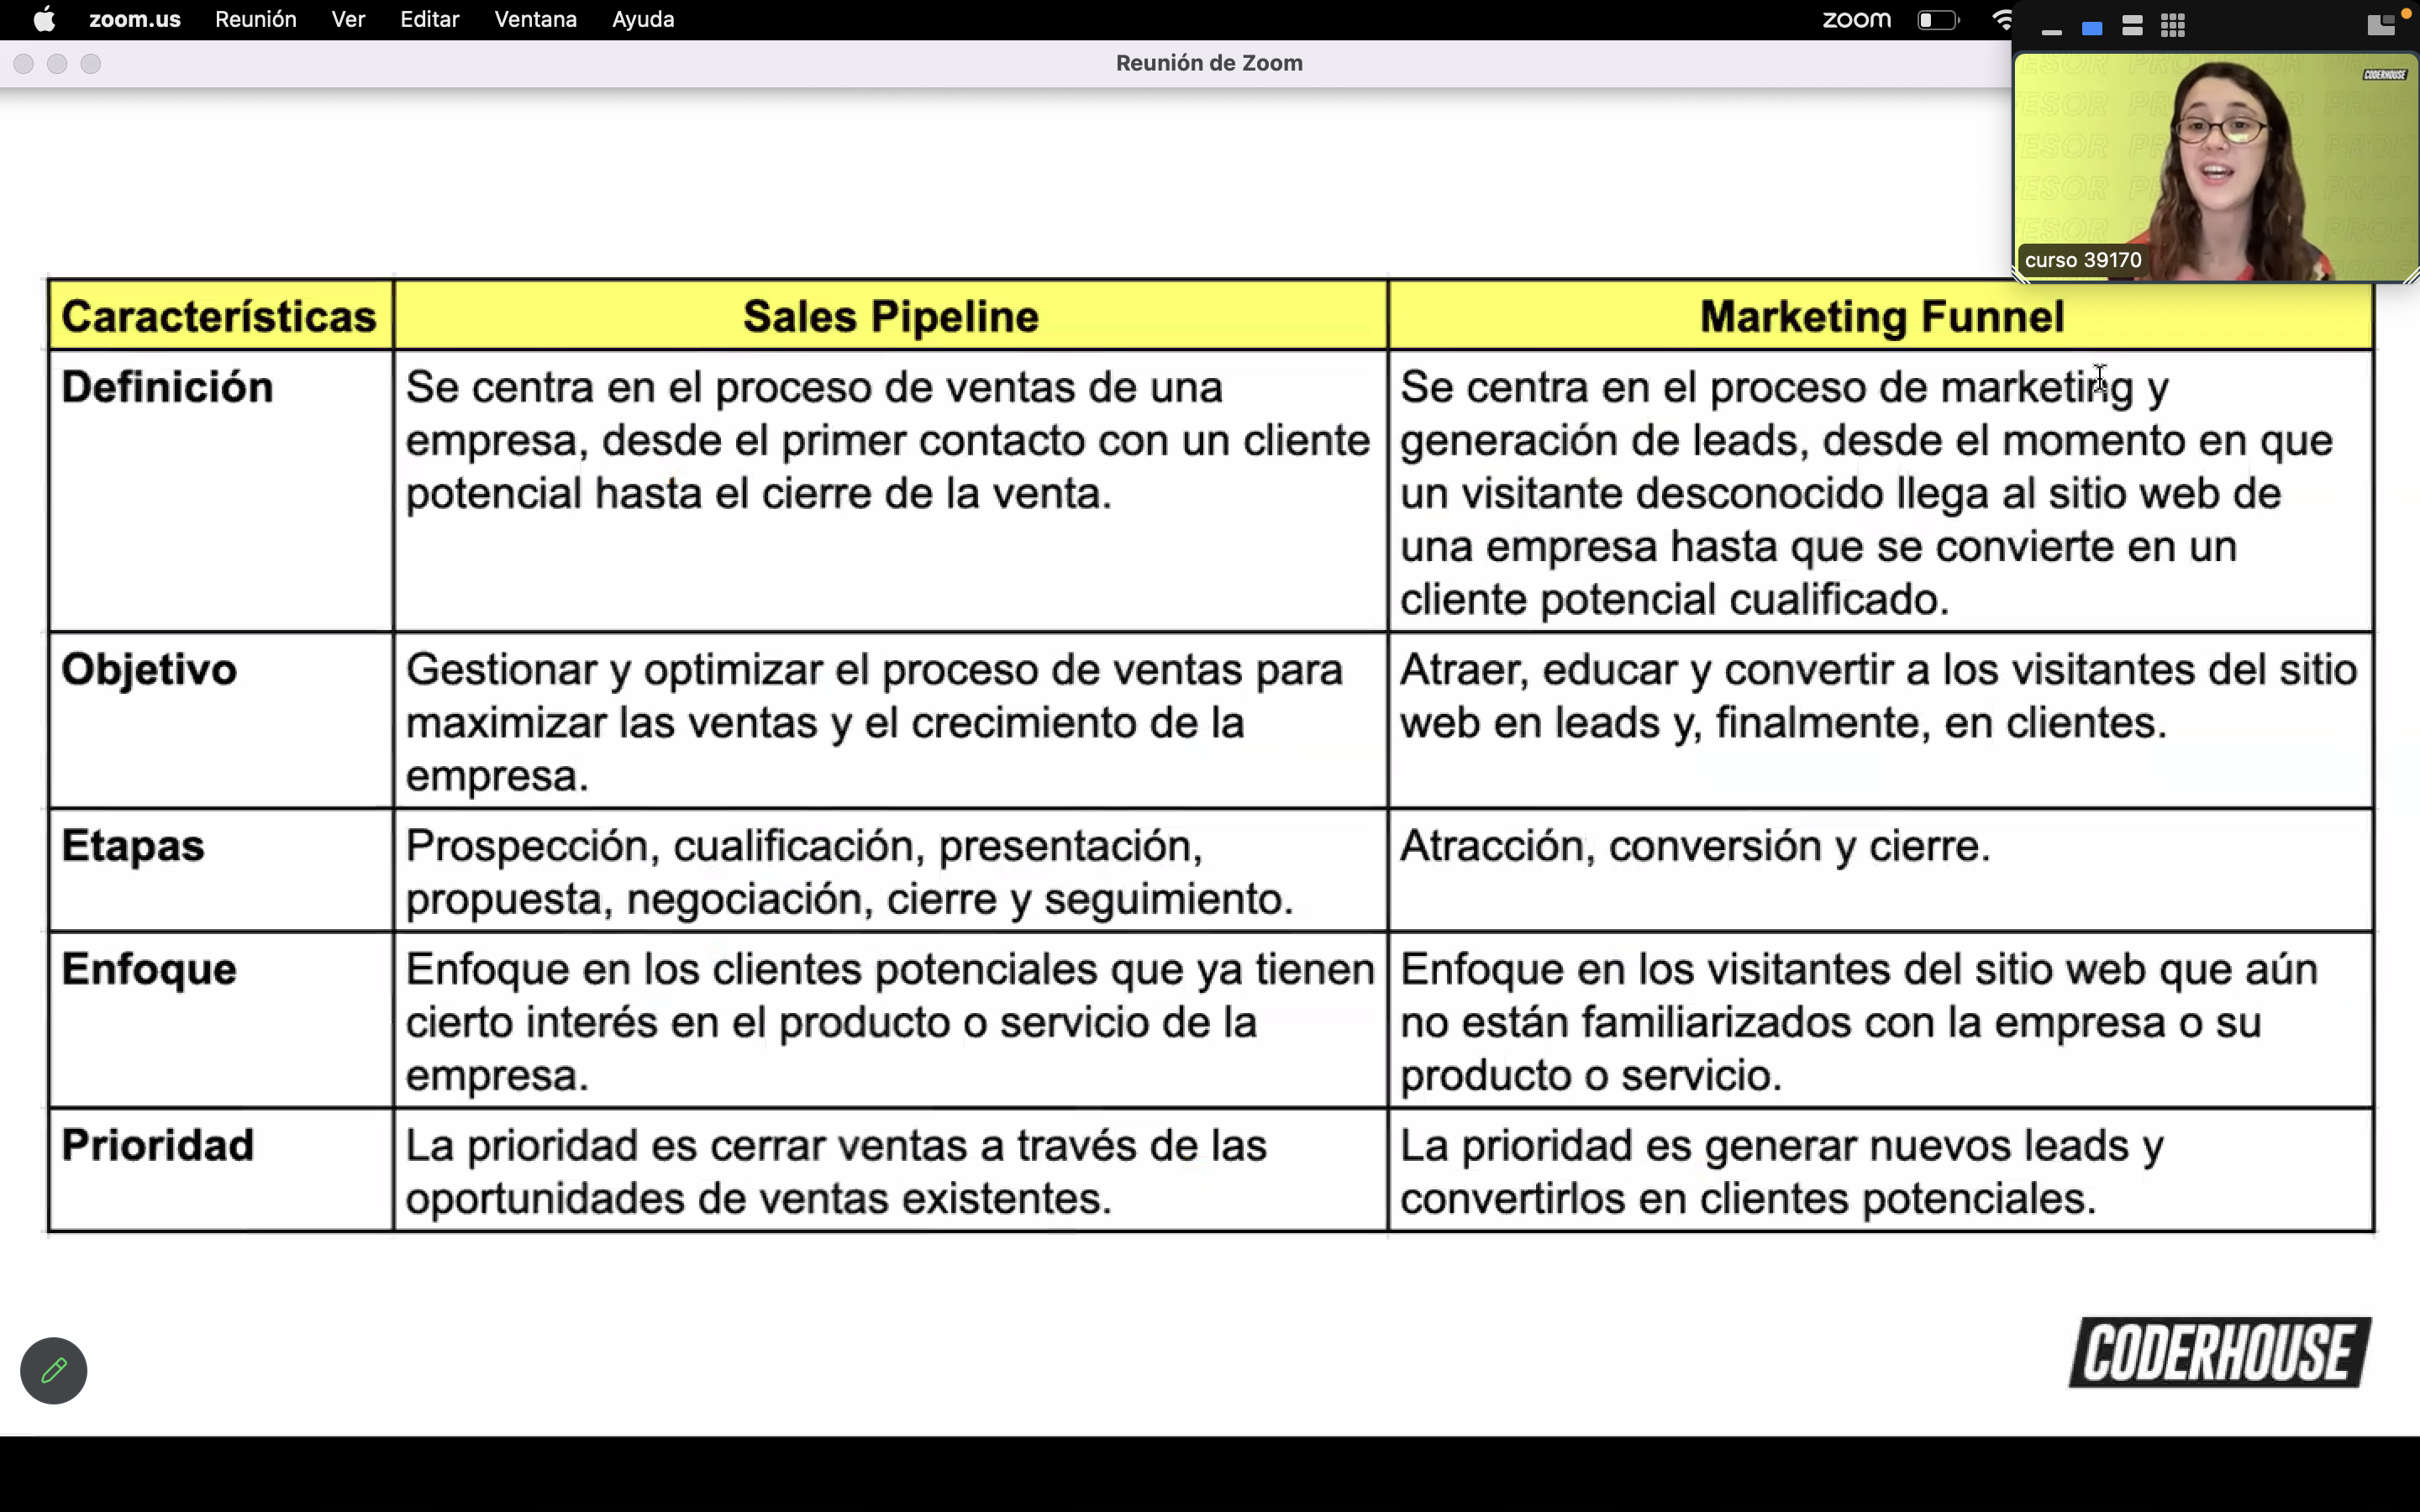 zoom.us Reunión Ver Editar Ventana Ayuda zoom
Reunión de Zoom
CODERHOUSE
curso 39170
Características Sales Pipeline Marketing Funnel
Definición
Se centra en el proceso de ventas de una
empresa, desde el primer contacto con un cliente
potencial hasta el cierre de la venta.
Se centra en el proceso de marketing y
generación de leads, desde el momento en que
un visitante desconocido llega al sitio web de
una empresa hasta que se convierte en un
cliente potencial cualificado.
Objetivo
Gestionar y optimizar el proceso de ventas para
maximizar las ventas y el crecimiento de la
empresa.
Atraer, educar y convertir a los visitantes del sitio
web en leads y, finalmente, en clientes.
Etapas
Prospección, cualificación, presentación,
propuesta, negociación, cierre y seguimiento.
Atracción, conversión y cierre.
Enfoque
Enfoque en los clientes potenciales que ya tienen
cierto interés en el producto o servicio de la
empresa.
Enfoque en los visitantes del sitio web que aún
no están familiarizados con la empresa o su
producto o servicio.
Prioridad
La prioridad es cerrar ventas a través de las
oportunidades de ventas existentes.
La prioridad es generar nuevos leads y
convertirlos en clientes potenciales.
CODERHOUSE